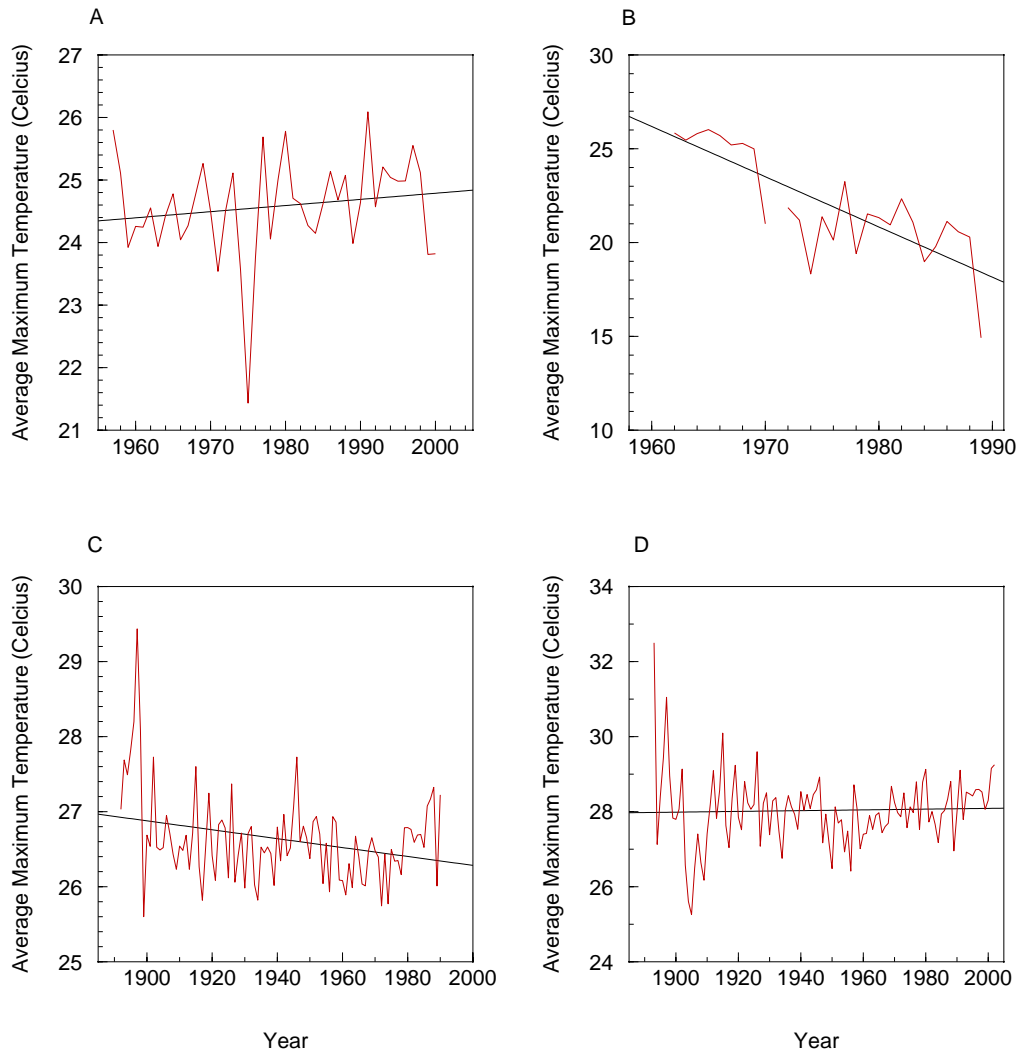 A
Average Maximum Temperature (Celcius)
27
26
25
24
23
22
21
1960 1970 1980 1990 2000
B
Average Maximum Temperature (Celcius)
30
25
20
15
10
1960 1970 1980 1990
C
Average Maximum Temperature (Celcius)
30
29
28
27
26
25
1900 1920 1940 1960 1980 2000
Year
D
Average Maximum Temperature (Celcius)
34
32
30
28
26
24
1900 1920 1940 1960 1980 2000
Year